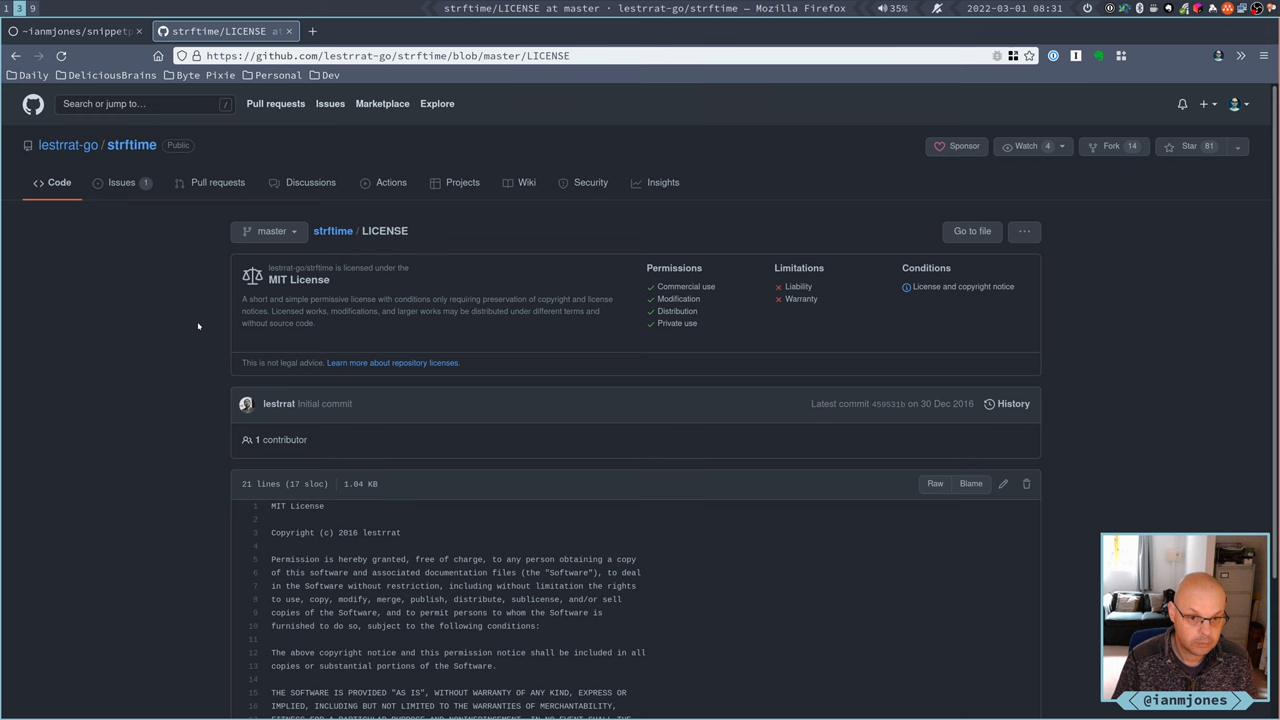 1 3 9
strftime/LICENSE at master · lestrrat-go/strftime — Mozilla Firefox
35%
2022-03-01 08:31
~ianmjones/snippetp
strftime/LICENSE at
https://github.com/lestrrat-go/strftime/blob/master/LICENSE
Daily DeliciousBrains Byte Pixie Personal Dev
Search or jump to… /
Pull requests Issues Marketplace Explore
lestrrat-go / strftime Public
Sponsor Watch 4 Fork 14 Star 81
Code Issues 1 Pull requests Discussions Actions Projects Wiki Security Insights
master strftime / LICENSE Go to file ···
lestrrat-go/strftime is licensed under the
MIT License
A short and simple permissive license with conditions only requiring preservation of copyright and license
notices. Licensed works, modifications, and larger works may be distributed under different terms and
without source code.
Permissions
Commercial use
Modification
Distribution
Private use
Limitations
Liability
Warranty
Conditions
License and copyright notice
This is not legal advice. Learn more about repository licenses.
lestrrat Initial commit Latest commit 459531b on 30 Dec 2016 History
1 contributor
21 lines (17 sloc) 1.04 KB Raw Blame
1 MIT License
2
3 Copyright (c) 2016 lestrrat
4
5 Permission is hereby granted, free of charge, to any person obtaining a copy
6 of this software and associated documentation files (the "Software"), to deal
7 in the Software without restriction, including without limitation the rights
8 to use, copy, modify, merge, publish, distribute, sublicense, and/or sell
9 copies of the Software, and to permit persons to whom the Software is
10 furnished to do so, subject to the following conditions:
11
12 The above copyright notice and this permission notice shall be included in all
13 copies or substantial portions of the Software.
14
15 THE SOFTWARE IS PROVIDED "AS IS", WITHOUT WARRANTY OF ANY KIND, EXPRESS OR
16 IMPLIED, INCLUDING BUT NOT LIMITED TO THE WARRANTIES OF MERCHANTABILITY,
17 FITNESS FOR A PARTICULAR PURPOSE AND NONINFRINGEMENT. IN NO EVENT SHALL THE
@ianmjones